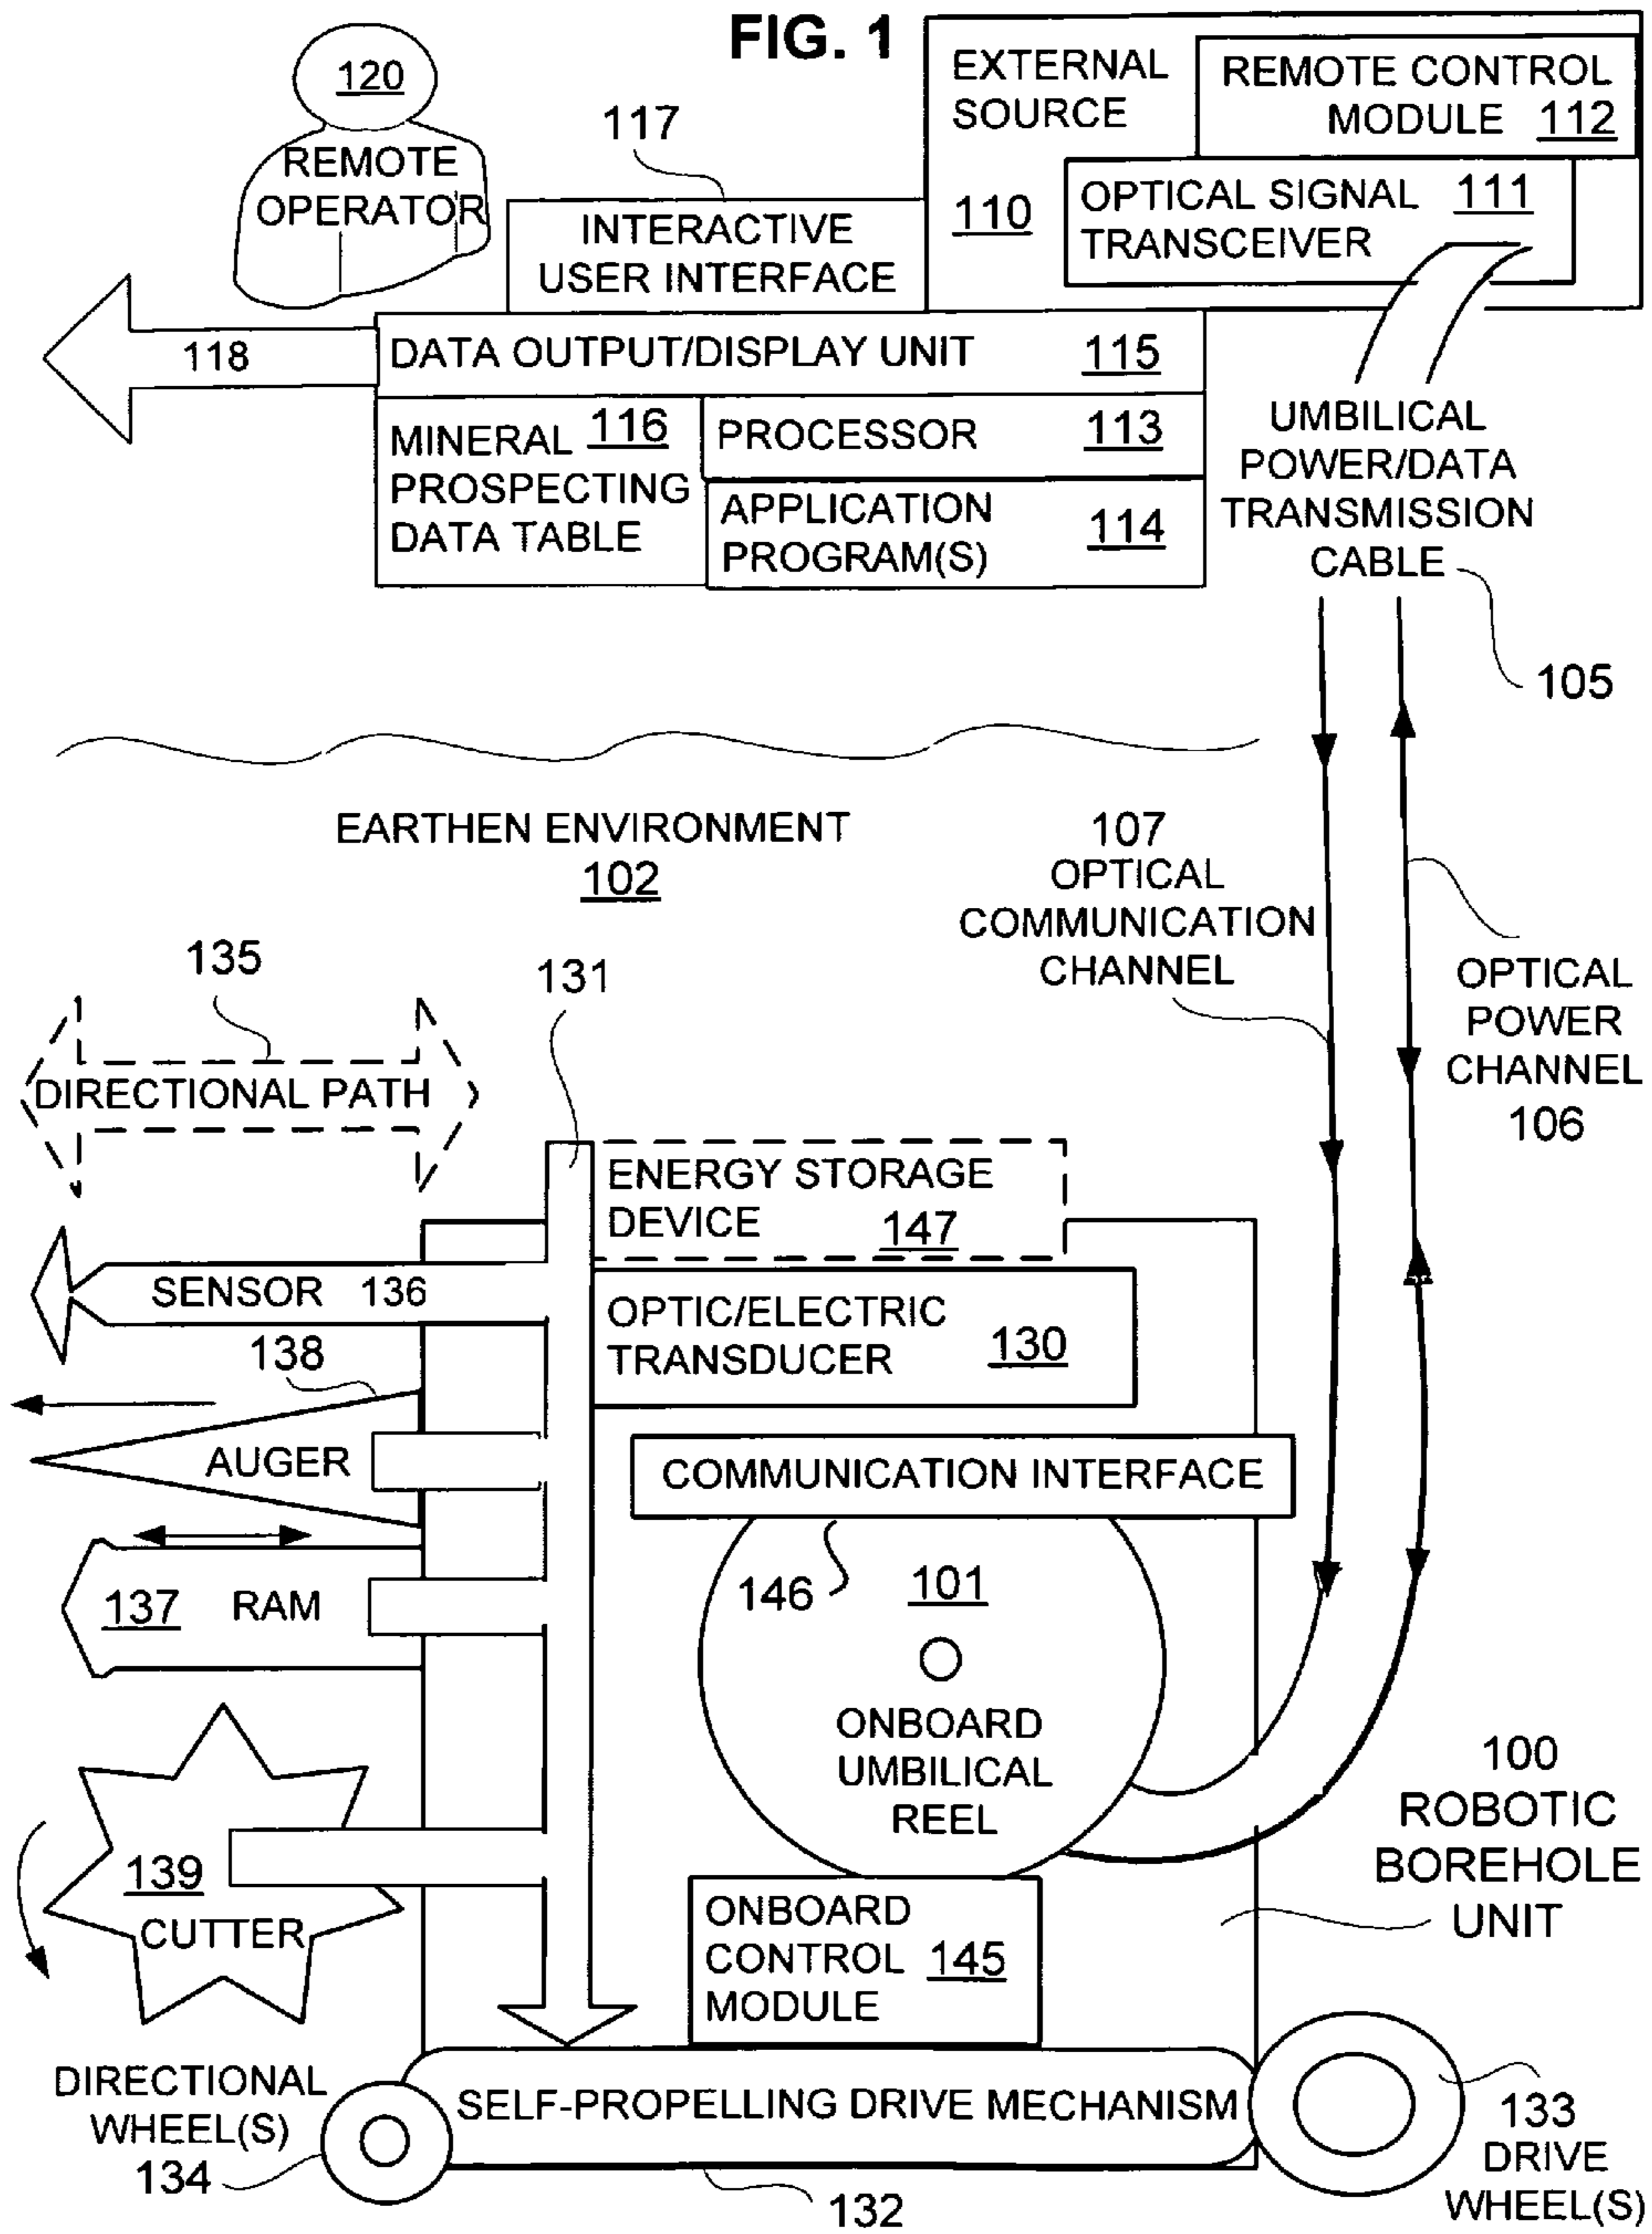 FIG. 1
120
REMOTE
OPERATOR
117
INTERACTIVE
USER INTERFACE
EXTERNAL
SOURCE
110
REMOTE CONTROL
MODULE 112
OPTICAL SIGNAL 111
TRANSCEIVER
118
DATA OUTPUT/DISPLAY UNIT 115
MINERAL 116
PROSPECTING
DATA TABLE
PROCESSOR 113
APPLICATION
PROGRAM(S) 114
UMBILICAL
POWER/DATA
TRANSMISSION
CABLE
105
EARTHEN ENVIRONMENT
102
107
OPTICAL
COMMUNICATION
CHANNEL
OPTICAL
POWER
CHANNEL
106
135
DIRECTIONAL PATH
131
ENERGY STORAGE
DEVICE 147
SENSOR 136
OPTIC/ELECTRIC
TRANSDUCER 130
138
AUGER
COMMUNICATION INTERFACE
146
137 RAM
101
ONBOARD
UMBILICAL
REEL
139
CUTTER
100
ROBOTIC
BOREHOLE
UNIT
ONBOARD
CONTROL 145
MODULE
DIRECTIONAL
WHEEL(S)
134
SELF-PROPELLING DRIVE MECHANISM
132
133
DRIVE
WHEEL(S)